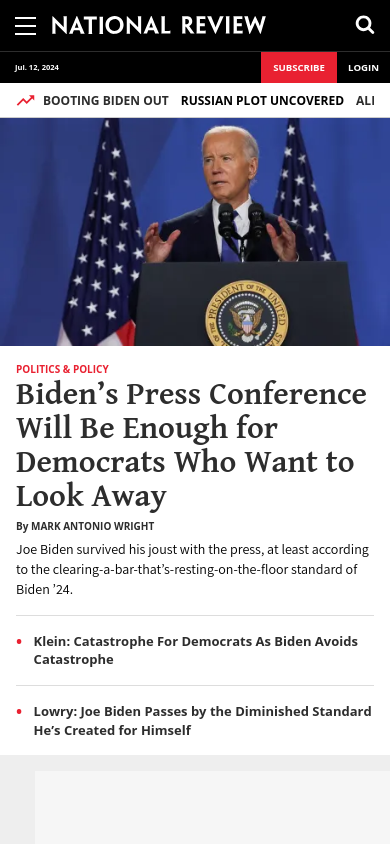 NATIONAL REVIEW
Jul. 12, 2024
SUBSCRIBE
LOGIN
BOOTING BIDEN OUT RUSSIAN PLOT UNCOVERED
SEAL OF THE PRESIDENT
POLITICS & POLICY
Biden’s Press Conference
Will Be Enough for
Democrats Who Want to
Look Away
By MARK ANTONIO WRIGHT
Joe Biden survived his joust with the press, at least according
to the clearing-a-bar-that’s-resting-on-the-floor standard of
Biden ’24.
Klein: Catastrophe For Democrats As Biden Avoids
Catastrophe
Lowry: Joe Biden Passes by the Diminished Standard
He’s Created for Himself